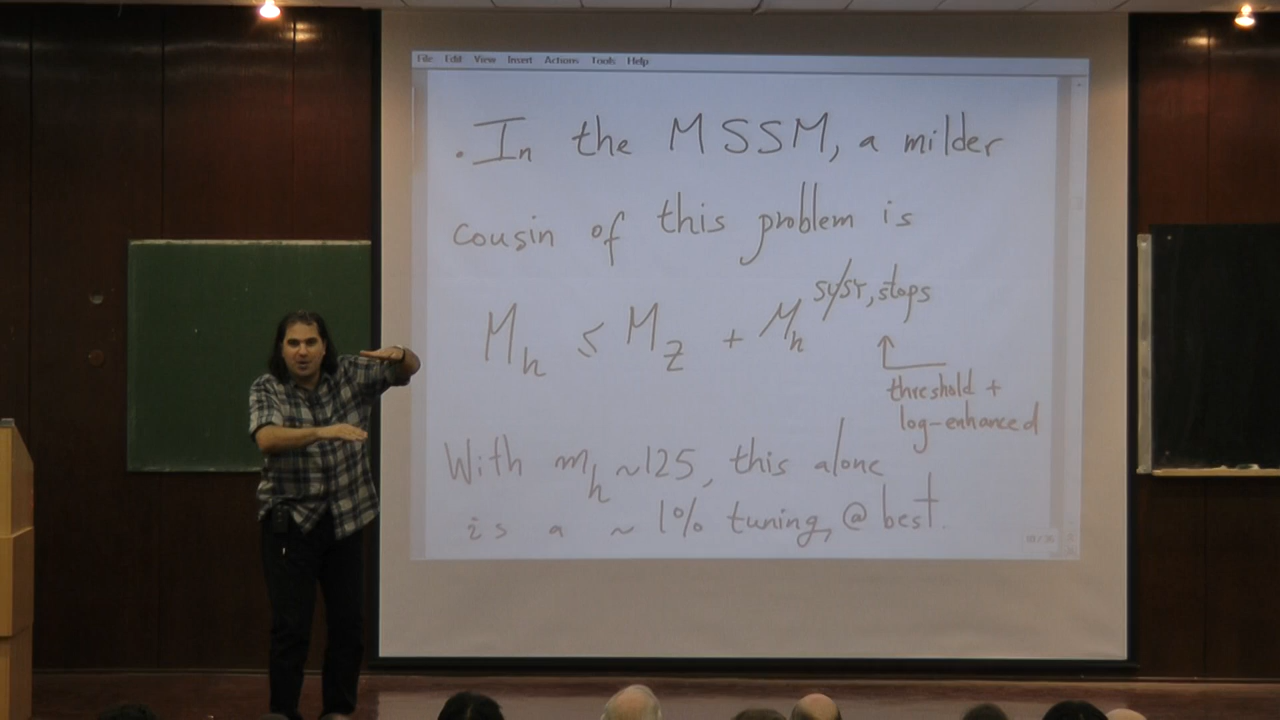 File Edit View Insert Actions Tools Help
. In the MSSM, a milder
cousin of this problem is
M_h ≤ M_Z + M_h^{SUSY, stops}
threshold +
log-enhanced
With m_h ~125, this alone
is a ~ 1% tuning, @ best.